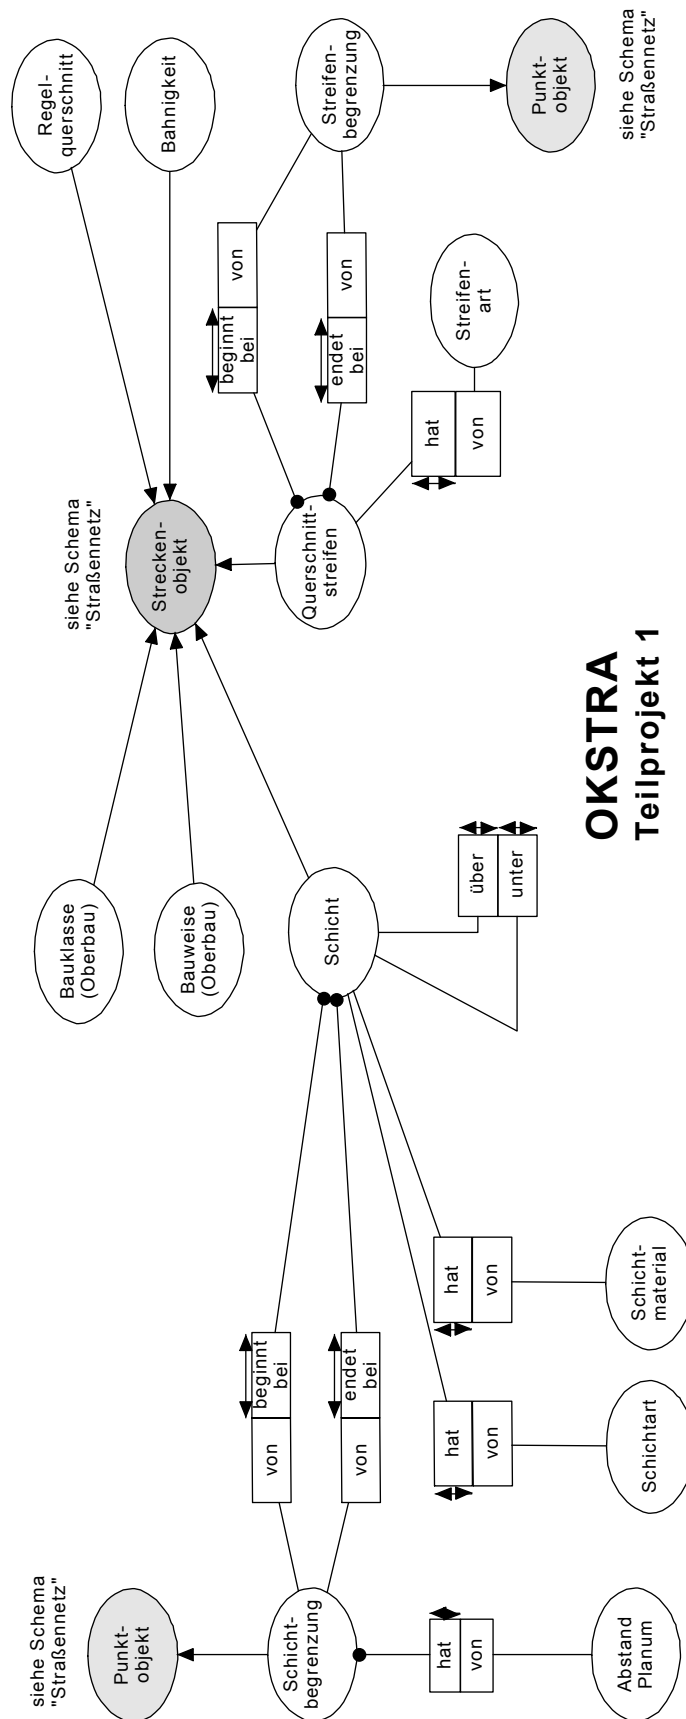 siehe Schema
"Straßennetz"
Punkt-
objekt
Schicht-
begrenzung
hat
von
Abstand
Planum
beginnt
bei
von
endet
bei
von
hat
von
Schichtart
hat
von
Schicht-
material
Bauklasse
(Oberbau)
Bauweise
(Oberbau)
Schicht
über
unter
OKSTRA
Teilprojekt 1
siehe Schema
"Straßennetz"
Strecken-
objekt
Querschnitt-
streifen
beginnt
bei
von
endet
bei
von
hat
von
Streifen-
art
Regel-
querschnitt
Bahnigkeit
Streifen-
begrenzung
Punkt-
objekt
siehe Schema
"Straßennetz"